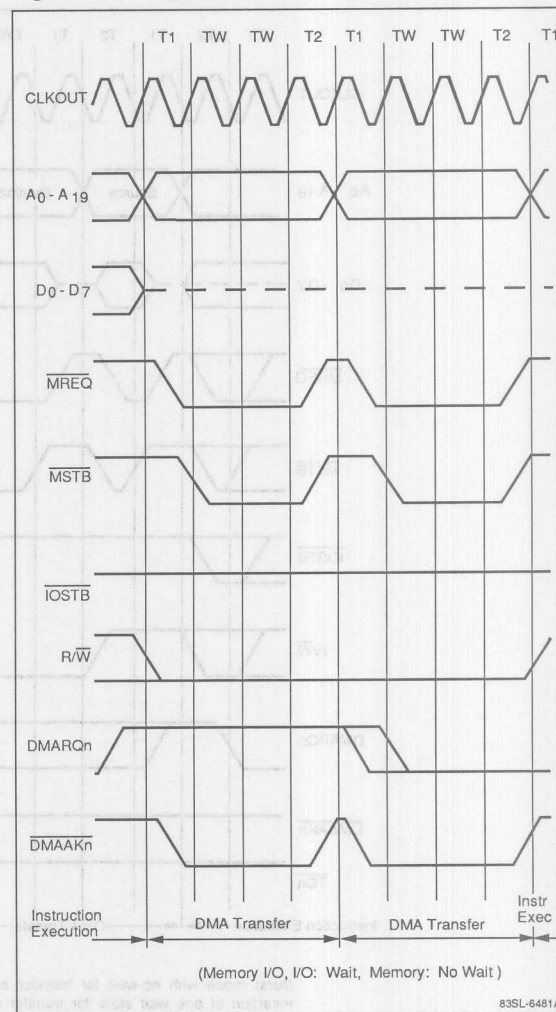 T1 TW TW T2 T1 TW TW T2 T1
CLKOUT
A0 - A19
D0 - D7
MREQ
MSTB
IOSTB
R/W
DMARQn
DMAAKn
Instruction Execution
DMA Transfer
DMA Transfer
Instr Exec
(Memory I/O, I/O: Wait, Memory: No Wait)
83SL-6481A